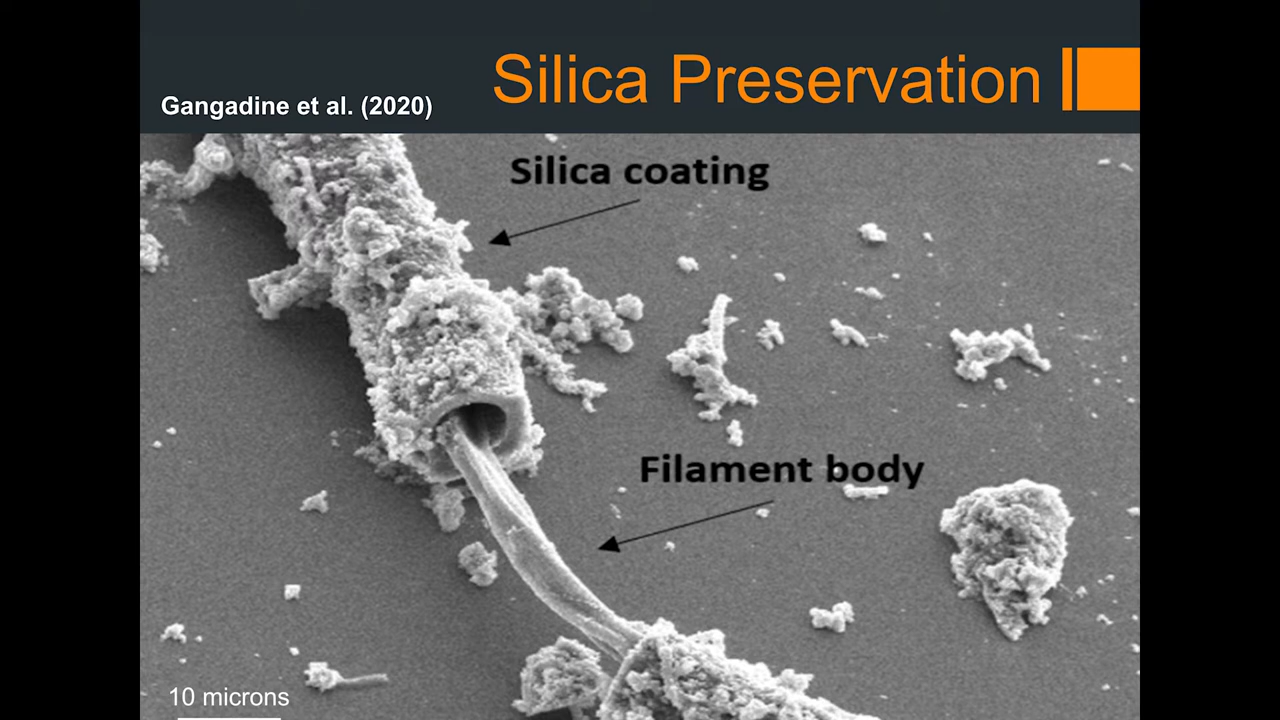 Silica Preservation
Gangadine et al. (2020)
Silica coating
Filament body
10 microns